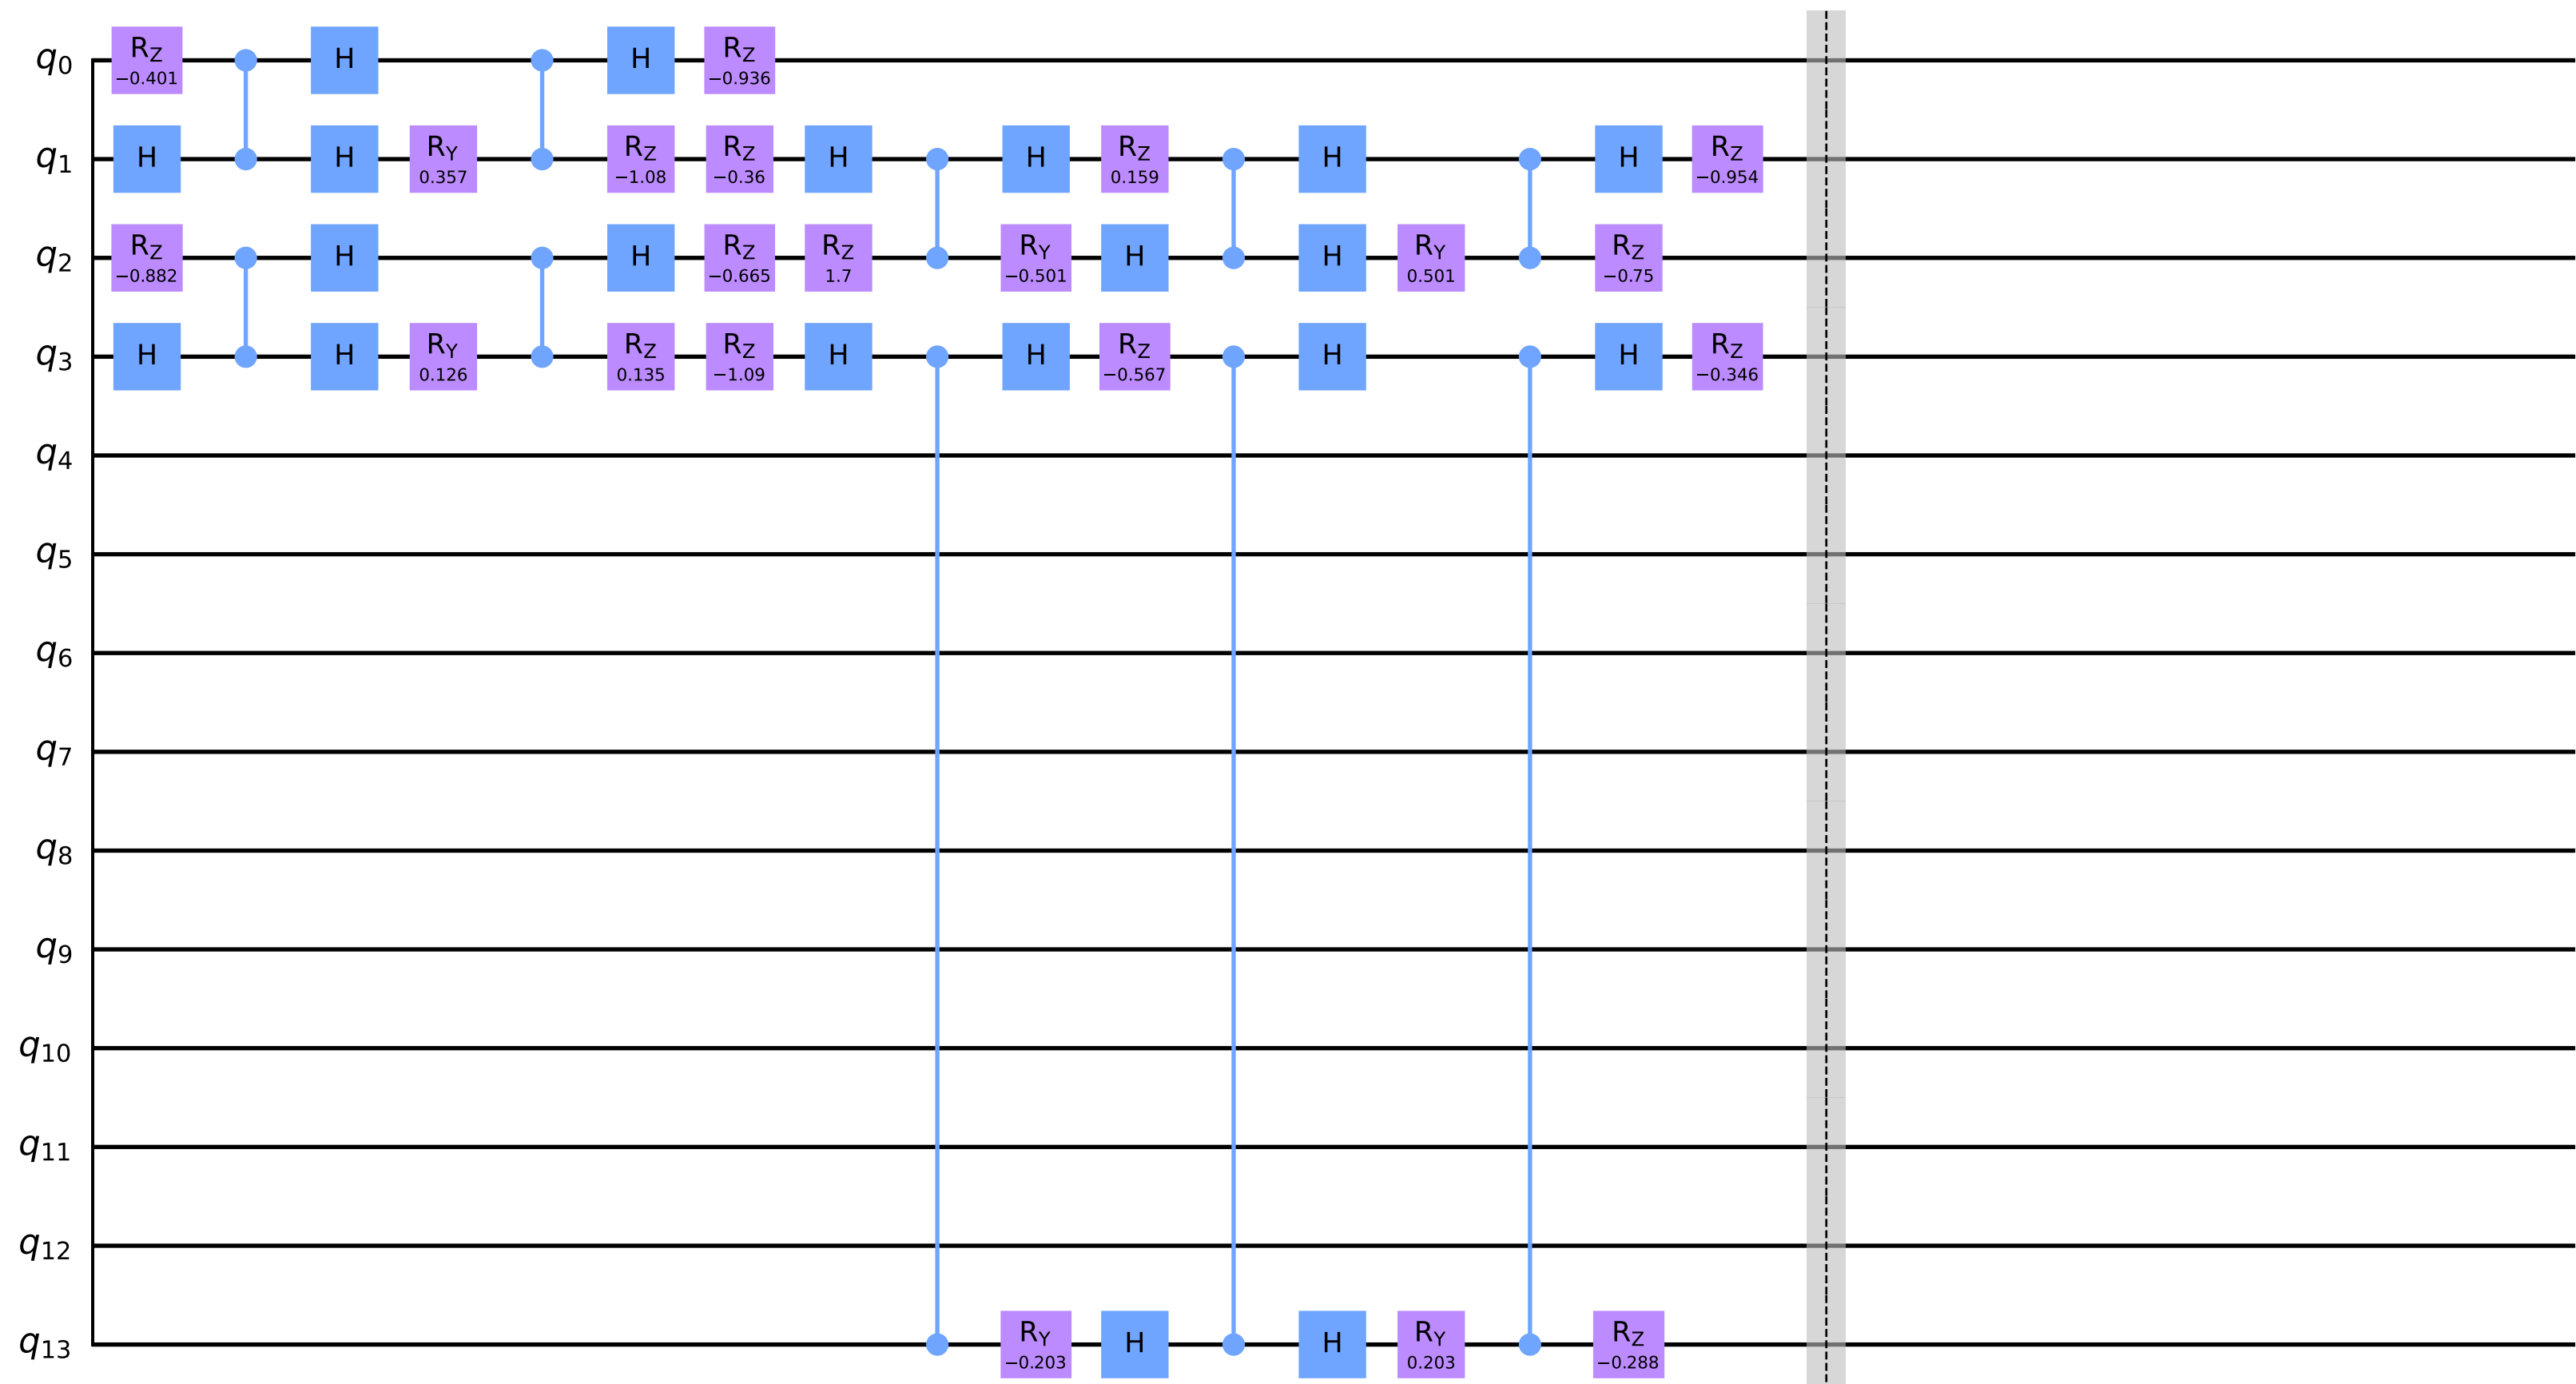 q0 RZ −0.401 H H RZ −0.936
q1 H H RY 0.357 RZ −1.08 RZ −0.36 H H RZ 0.159 H H RZ −0.954
q2 RZ −0.882 H H RZ −0.665 RZ 1.7 RY −0.501 H H RY 0.501 RZ −0.75
q3 H H RY 0.126 RZ 0.135 RZ −1.09 H H RZ −0.567 H H RZ −0.346
q4
q5
q6
q7
q8
q9
q10
q11
q12
q13 RY −0.203 H H RY 0.203 RZ −0.288